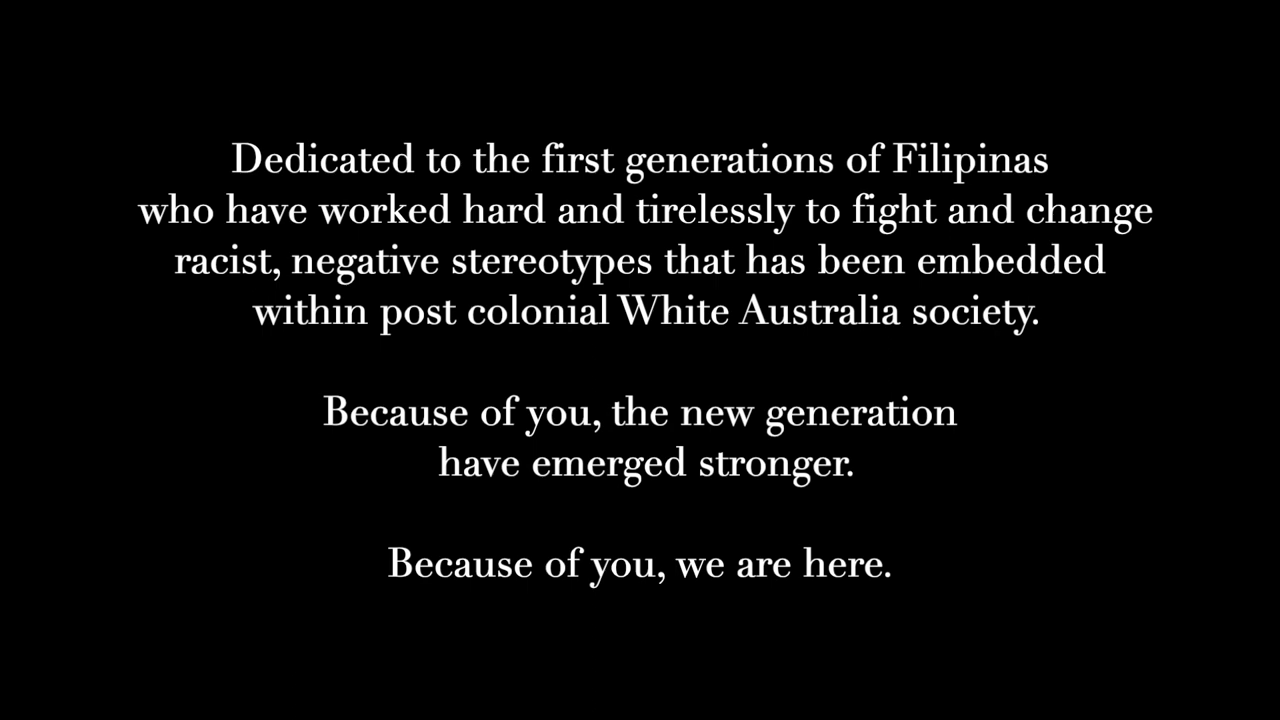 Dedicated to the first generations of Filipinas
who have worked hard and tirelessly to fight and change
racist, negative stereotypes that has been embedded
within post colonial White Australia society.
Because of you, the new generation
have emerged stronger.
Because of you, we are here.